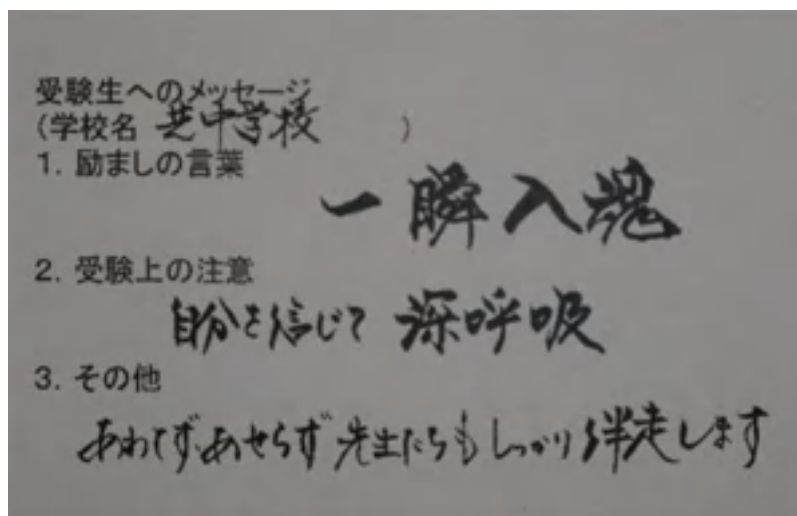 受験生へのメッセージ
(学校名 芝中学校 )
1. 励ましの言葉
一瞬入魂
2. 受験上の注意
自分を信じて 深呼吸
3. その他
あわてず、あせらず 先生たちもしっかり伴走します